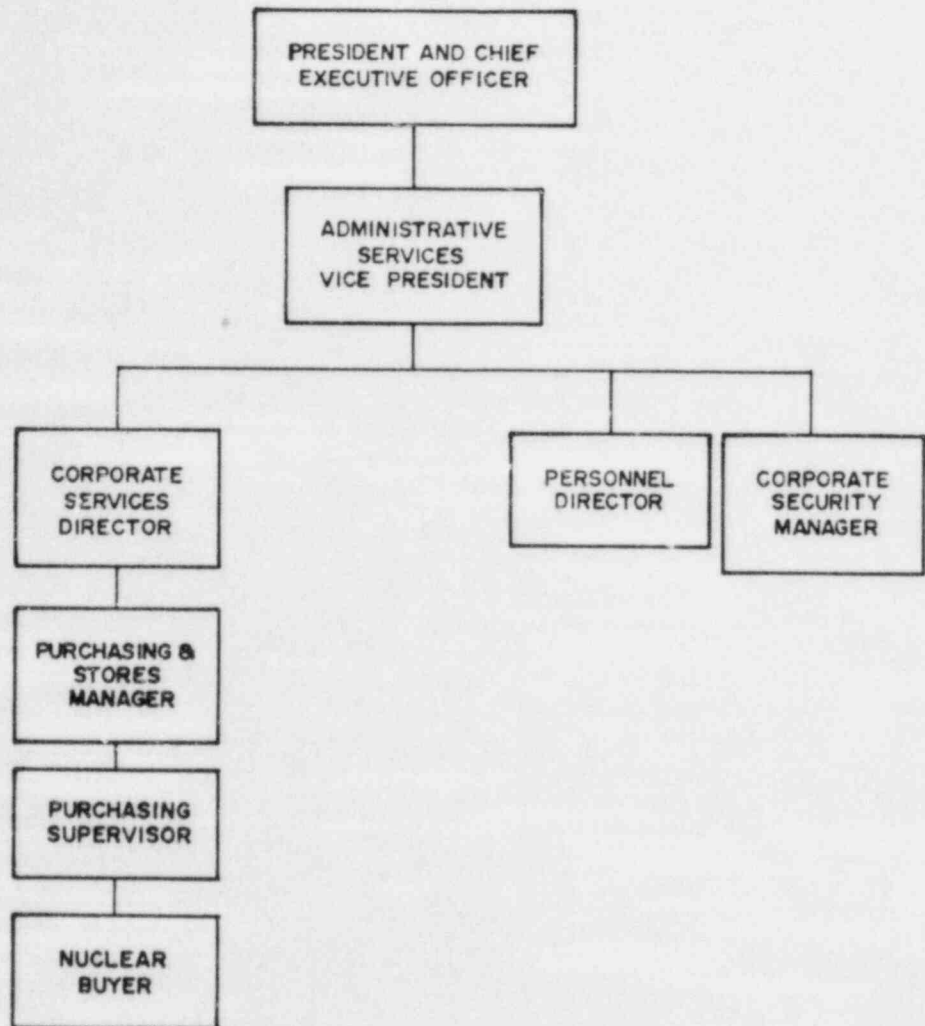 PRESIDENT AND CHIEF
EXECUTIVE OFFICER
ADMINISTRATIVE
SERVICES
VICE PRESIDENT
CORPORATE
SERVICES
DIRECTOR
PERSONNEL
DIRECTOR
CORPORATE
SECURITY
MANAGER
PURCHASING &
STORES
MANAGER
PURCHASING
SUPERVISOR
NUCLEAR
BUYER